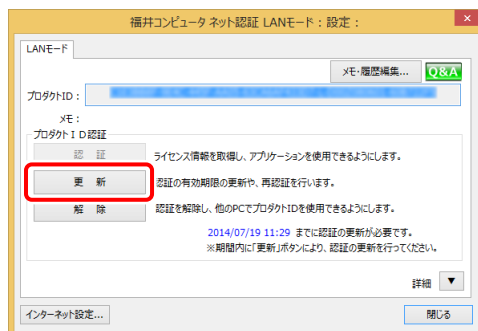 福井コンピュータ ネット認証 LANモード：設定：
×
LANモード
メモ・履歴編集... Q&A
プロダクトID：
メモ：
プロダクトID認証
認 証 ライセンス情報を取得し、アプリケーションを使用できるようにします。
更 新 認証の有効期限の更新や、再認証を行います。
解 除 認証を解除し、他のPCでプロダクトIDを使用できるようにします。
2014/07/19 11:29 までに認証の更新が必要です。
※期間内に「更新」ボタンにより、認証の更新を行ってください。
詳細 ▼
インターネット設定... 閉じる